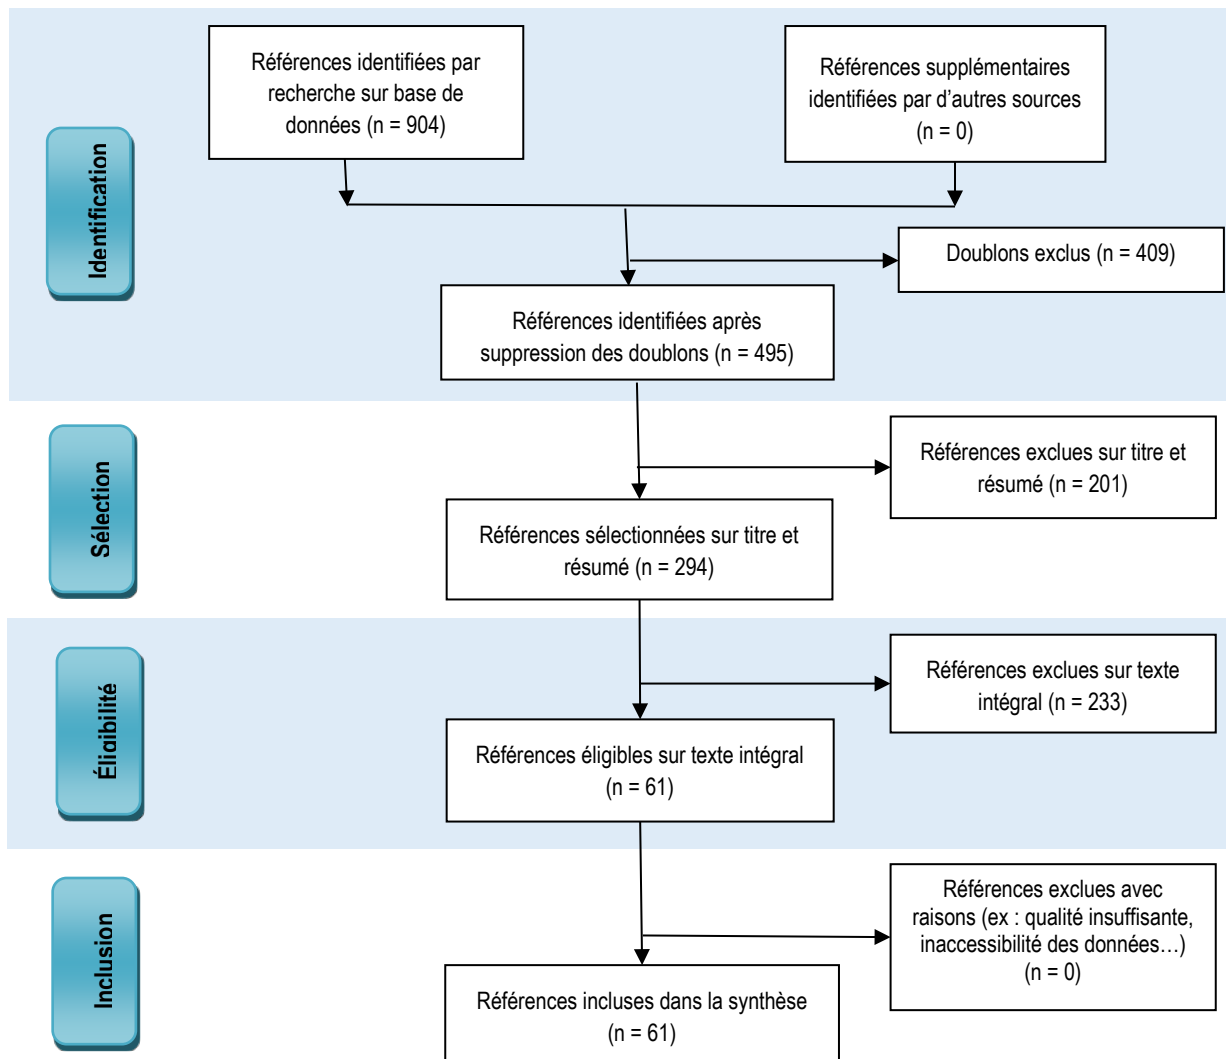 Références identifiées par
recherche sur base de
données (n = 904)
Références supplémentaires
identifiées par d’autres sources
(n = 0)
Identification
Doublons exclus (n = 409)
Références identifiées après
suppression des doublons (n = 495)
Sélection
Références exclues sur titre et
résumé (n = 201)
Références sélectionnées sur titre et
résumé (n = 294)
Éligibilité
Références exclues sur texte
intégral (n = 233)
Références éligibles sur texte intégral
(n = 61)
Inclusion
Références exclues avec
raisons (ex : qualité insuffisante,
inaccessibilité des données…)
(n = 0)
Références incluses dans la synthèse
(n = 61)